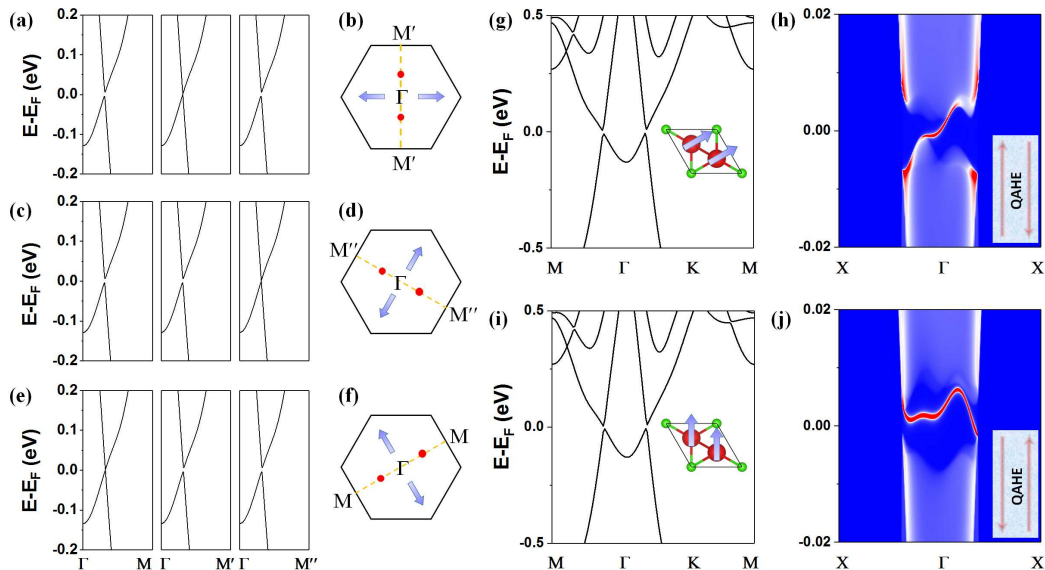 (a)
E-E_F (eV)
0.2
0.1
0.0
-0.1
-0.2
(b)
M′
Γ
M′
(c)
E-E_F (eV)
0.2
0.1
0.0
-0.1
-0.2
(d)
M′′
Γ
M′′
(e)
E-E_F (eV)
0.2
0.1
0.0
-0.1
-0.2
Γ M M′ M′′
(f)
M
Γ
M
(g)
E-E_F (eV)
0.5
0.0
-0.5
M Γ K M
(h)
0.02
0.00
-0.02
QAHE
X Γ X
(i)
E-E_F (eV)
0.5
0.0
-0.5
M Γ K M
(j)
0.02
0.00
-0.02
QAHE
X Γ X